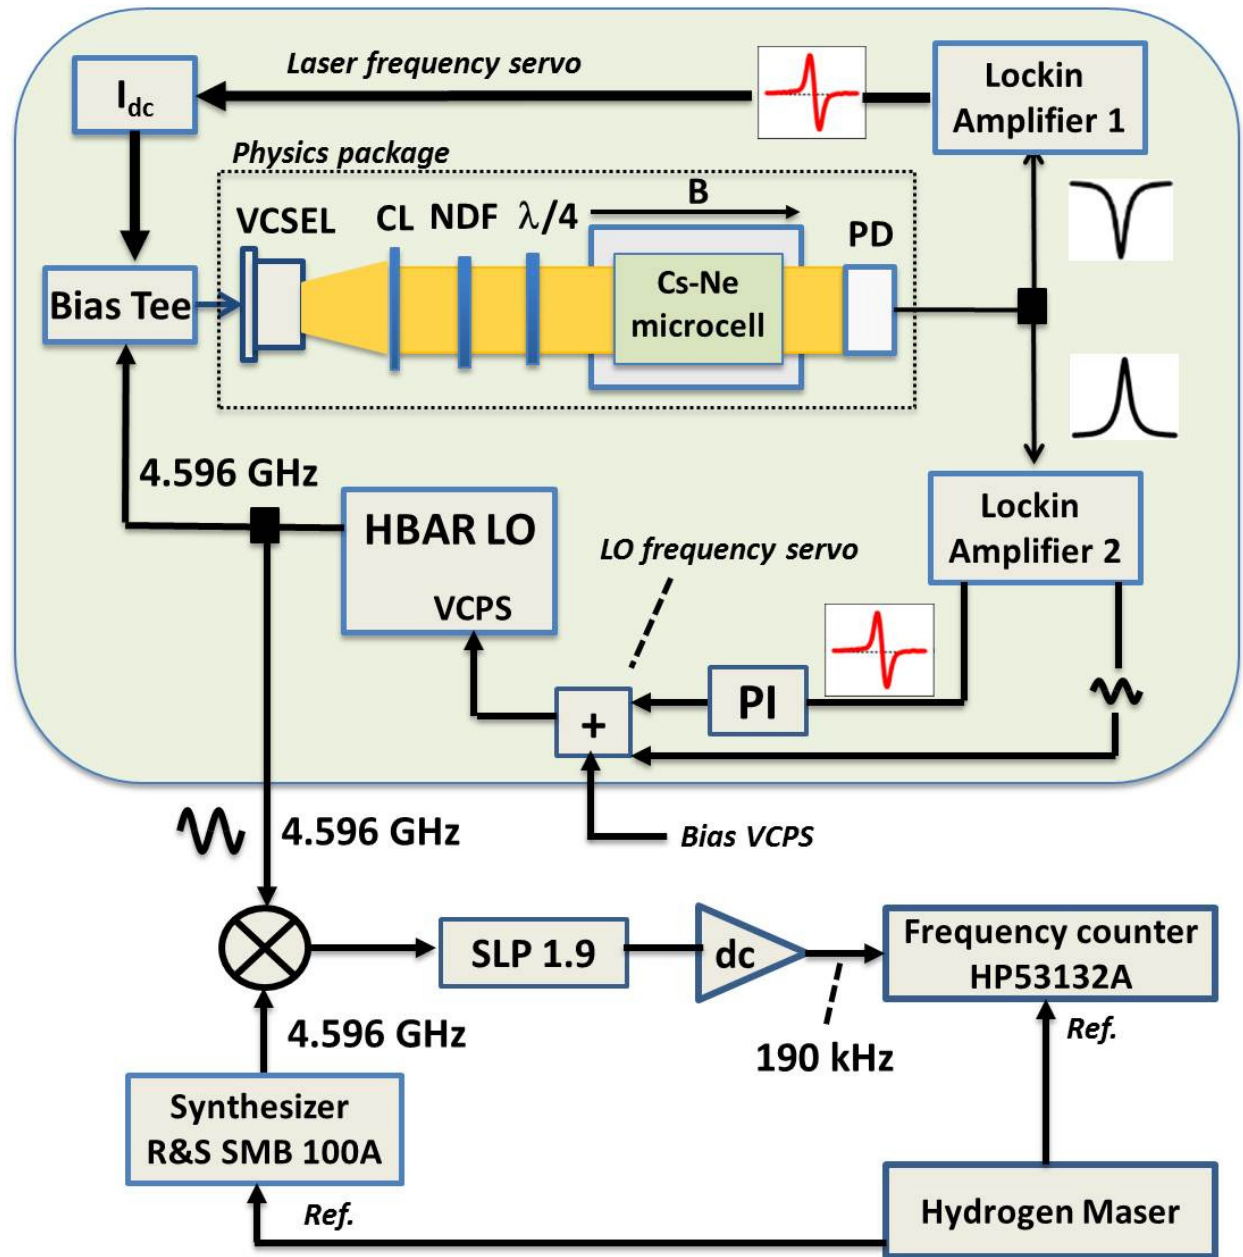 Laser frequency servo
I_dc
Lockin
Amplifier 1
Physics package
VCSEL
CL
NDF
λ/4
B
PD
Bias Tee
Cs-Ne
microcell
4.596 GHz
HBAR LO
VCPS
LO frequency servo
Lockin
Amplifier 2
PI
+
Bias VCPS
4.596 GHz
SLP 1.9
dc
Frequency counter
HP53132A
190 kHz
Ref.
4.596 GHz
Synthesizer
R&S SMB 100A
Ref.
Hydrogen Maser